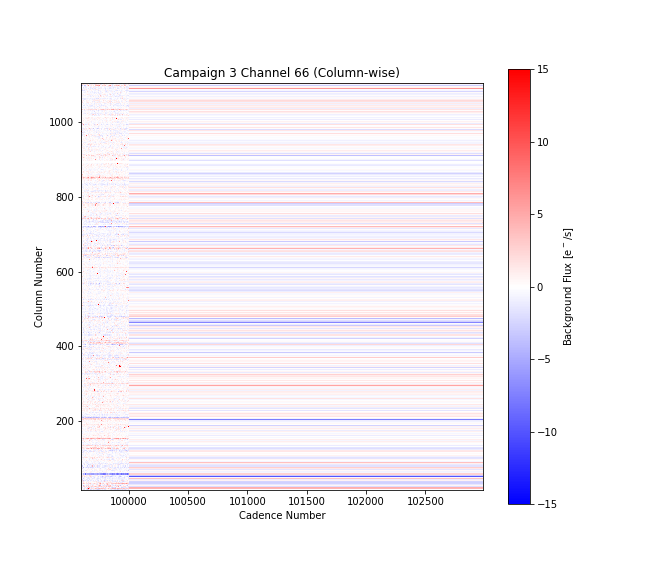 Campaign 3 Channel 66 (Column-wise)
1000
800
600
400
200
Column Number
100000 100500 101000 101500 102000 102500
Cadence Number
15
10
5
0
−5
−10
−15
Background Flux [e⁻/s]